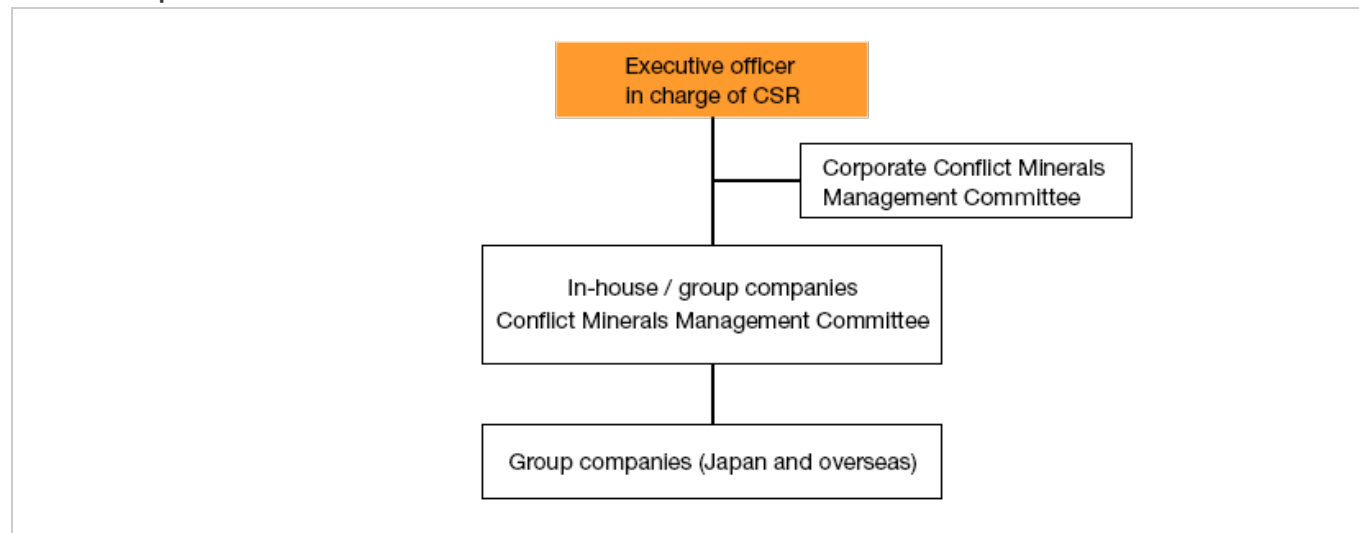 Executive officer
in charge of CSR
Corporate Conflict Minerals
Management Committee
In-house / group companies
Conflict Minerals Management Committee
Group companies (Japan and overseas)